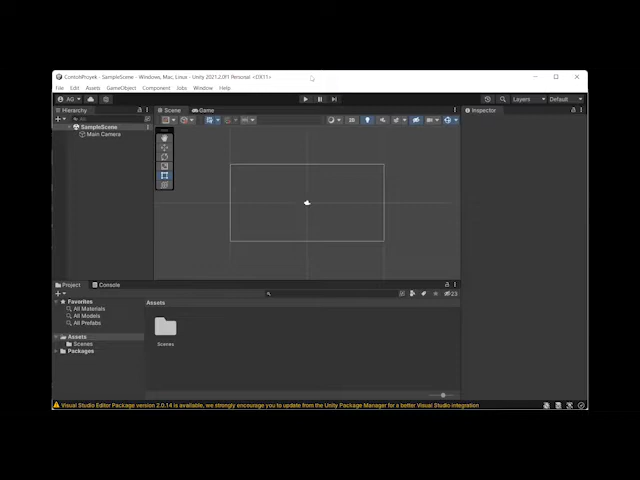 ContohProyek - SampleScene - Windows, Mac, Linux - Unity 2021.2.0f1 Personal <DX11>
File Edit Assets GameObject Component Jobs Window Help
AG
Layers Default
Hierarchy
Scene Game
Inspector
All
SampleScene
Main Camera
2D
Project Console
23
Favorites
All Materials
All Models
All Prefabs
Assets
Scenes
Packages
Assets
Scenes
Visual Studio Editor Package version 2.0.14 is available, we strongly encourage you to update from the Unity Package Manager for a better Visual Studio integration